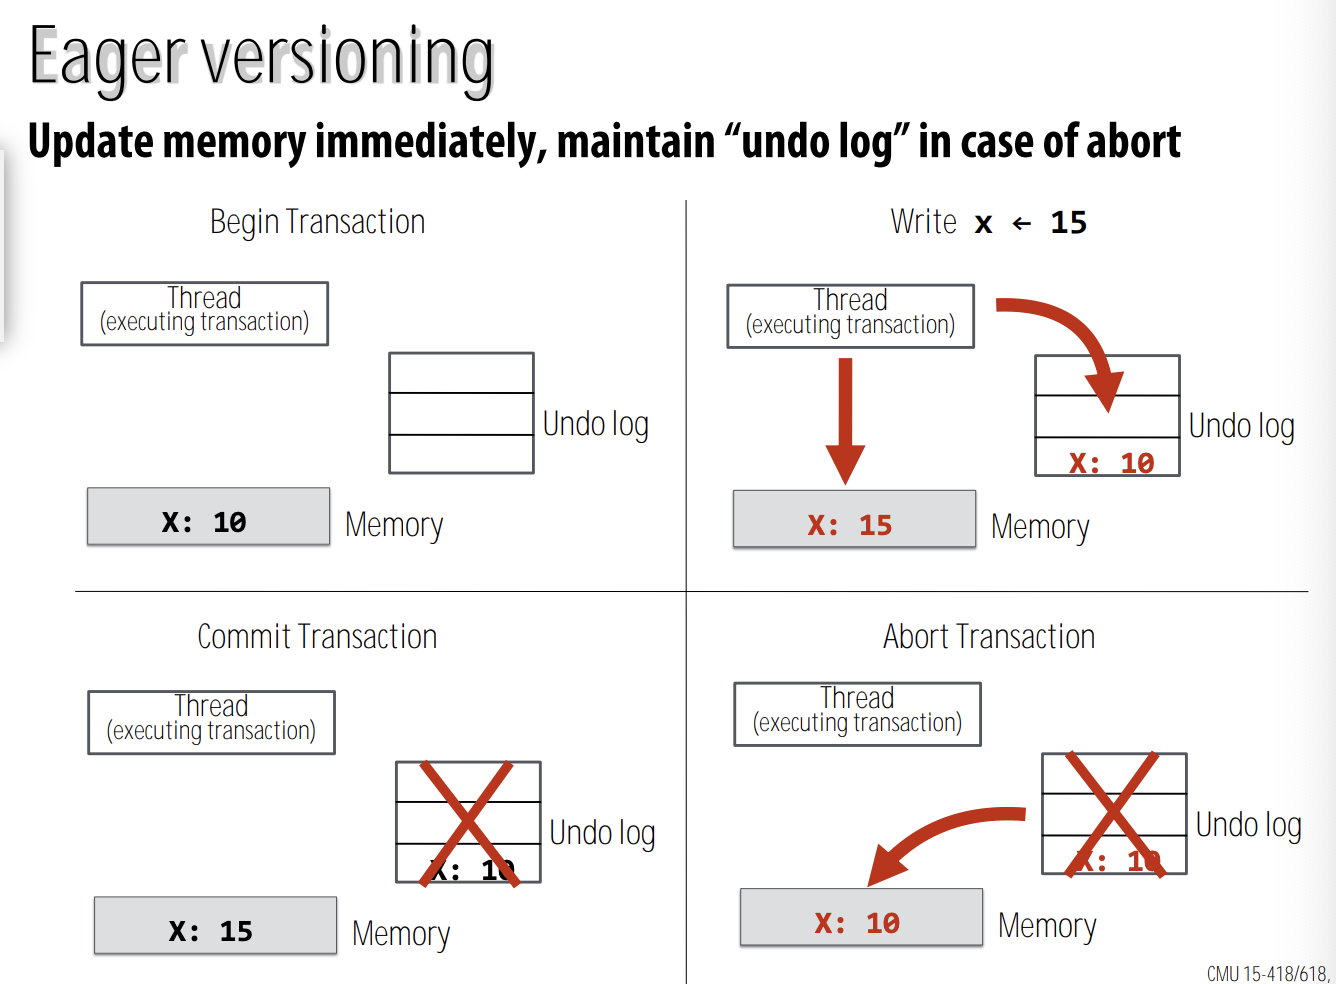 Eager versioning
Update memory immediately, maintain “undo log” in case of abort
Begin Transaction
Thread
(executing transaction)
Undo log
X: 10
Memory
Write x ← 15
Thread
(executing transaction)
Undo log
X: 10
X: 15
Memory
Commit Transaction
Thread
(executing transaction)
Undo log
X: 10
X: 15
Memory
Abort Transaction
Thread
(executing transaction)
Undo log
X: 10
X: 10
Memory
CMU 15-418/618,